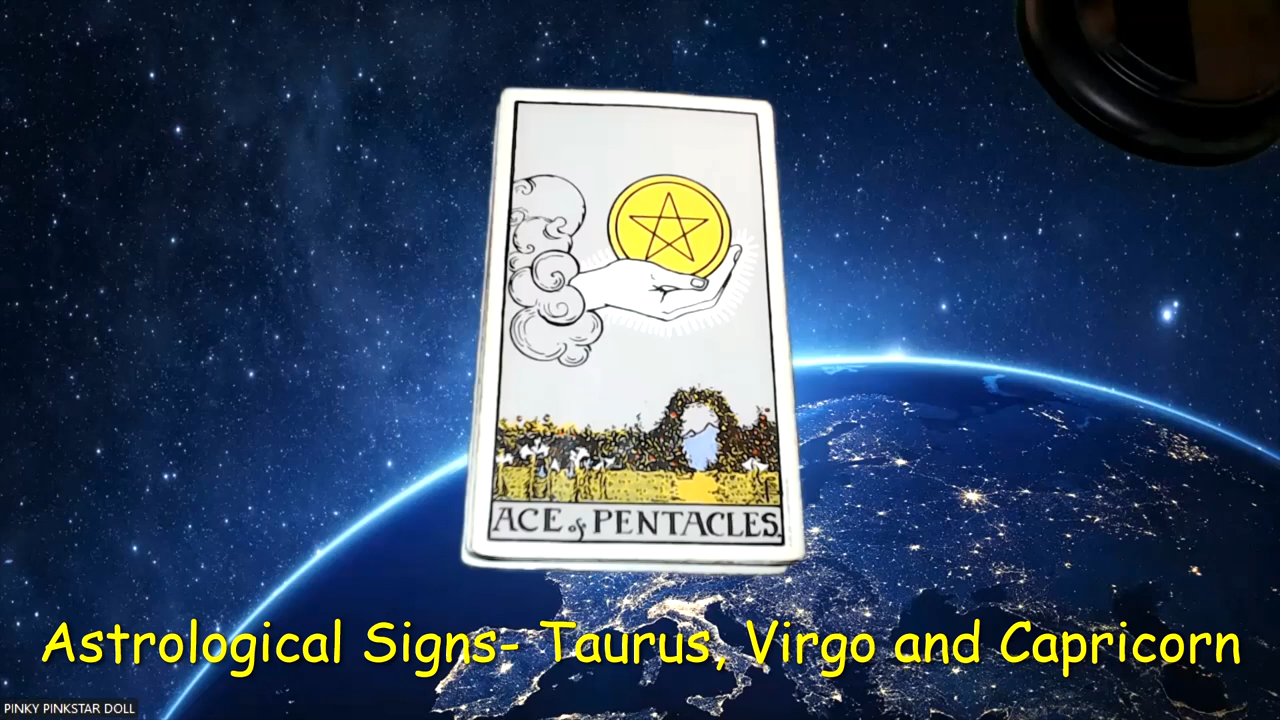 ACE of PENTACLES.
Astrological Signs- Taurus, Virgo and Capricorn
PINKY PINKSTAR DOLL